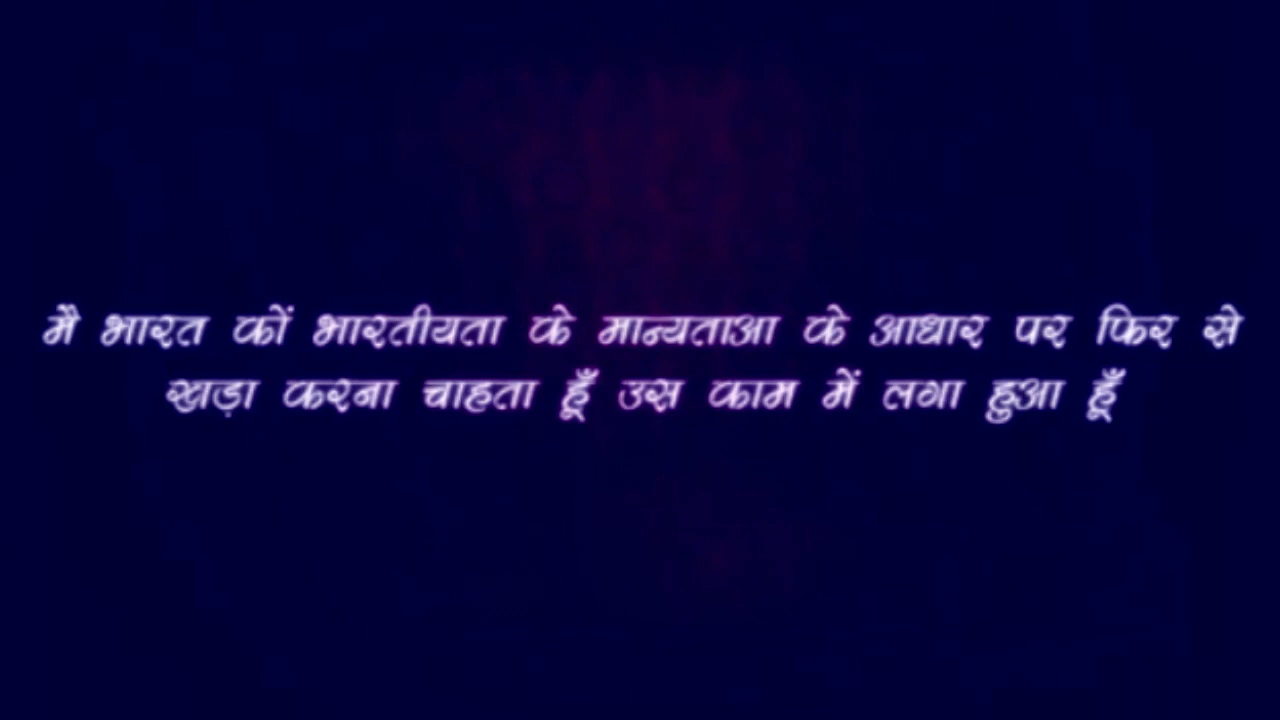 मै भारत कों भारतीयता के मान्यताआ के आधार पर फिर से
खड़ा करना चाहता हूँ उस काम में लगा हुआ हूँ